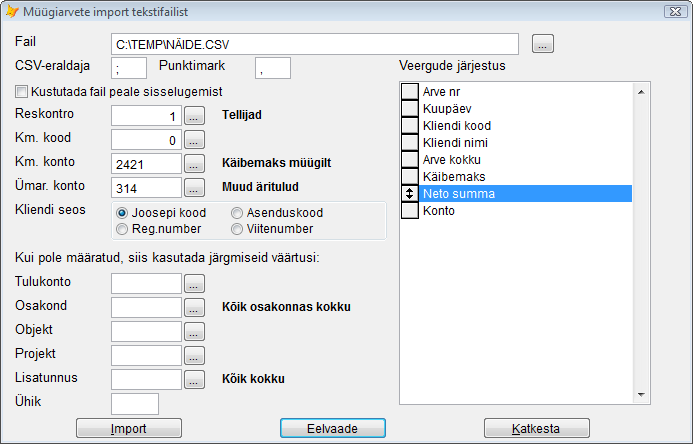 Müügiarvete import tekstifailist
Fail C:\TEMP\NÄIDE.CSV ...
CSV-eraldaja ; Punktimark , Veergude järjestus
Kustutada fail peale sisselugemist
Reskontro 1 ... Tellijad
Km. kood 0 ...
Km. konto 2421 ... Käibemaks müügilt
Ümar. konto 314 ... Muud äritulud
Kliendi seos Joosepi kood Asenduskood
Reg.number Viitenumber
Kui pole määratud, siis kasutada järgmiseid väärtusi:
Tulukonto ...
Osakond ... Kõik osakonnas kokku
Objekt ...
Projekt ...
Lisatunnus ... Kõik kokku
Ühik
Arve nr
Kuupäev
Kliendi kood
Kliendi nimi
Arve kokku
Käibemaks
Neto summa
Konto
Import Eelvaade Katkesta